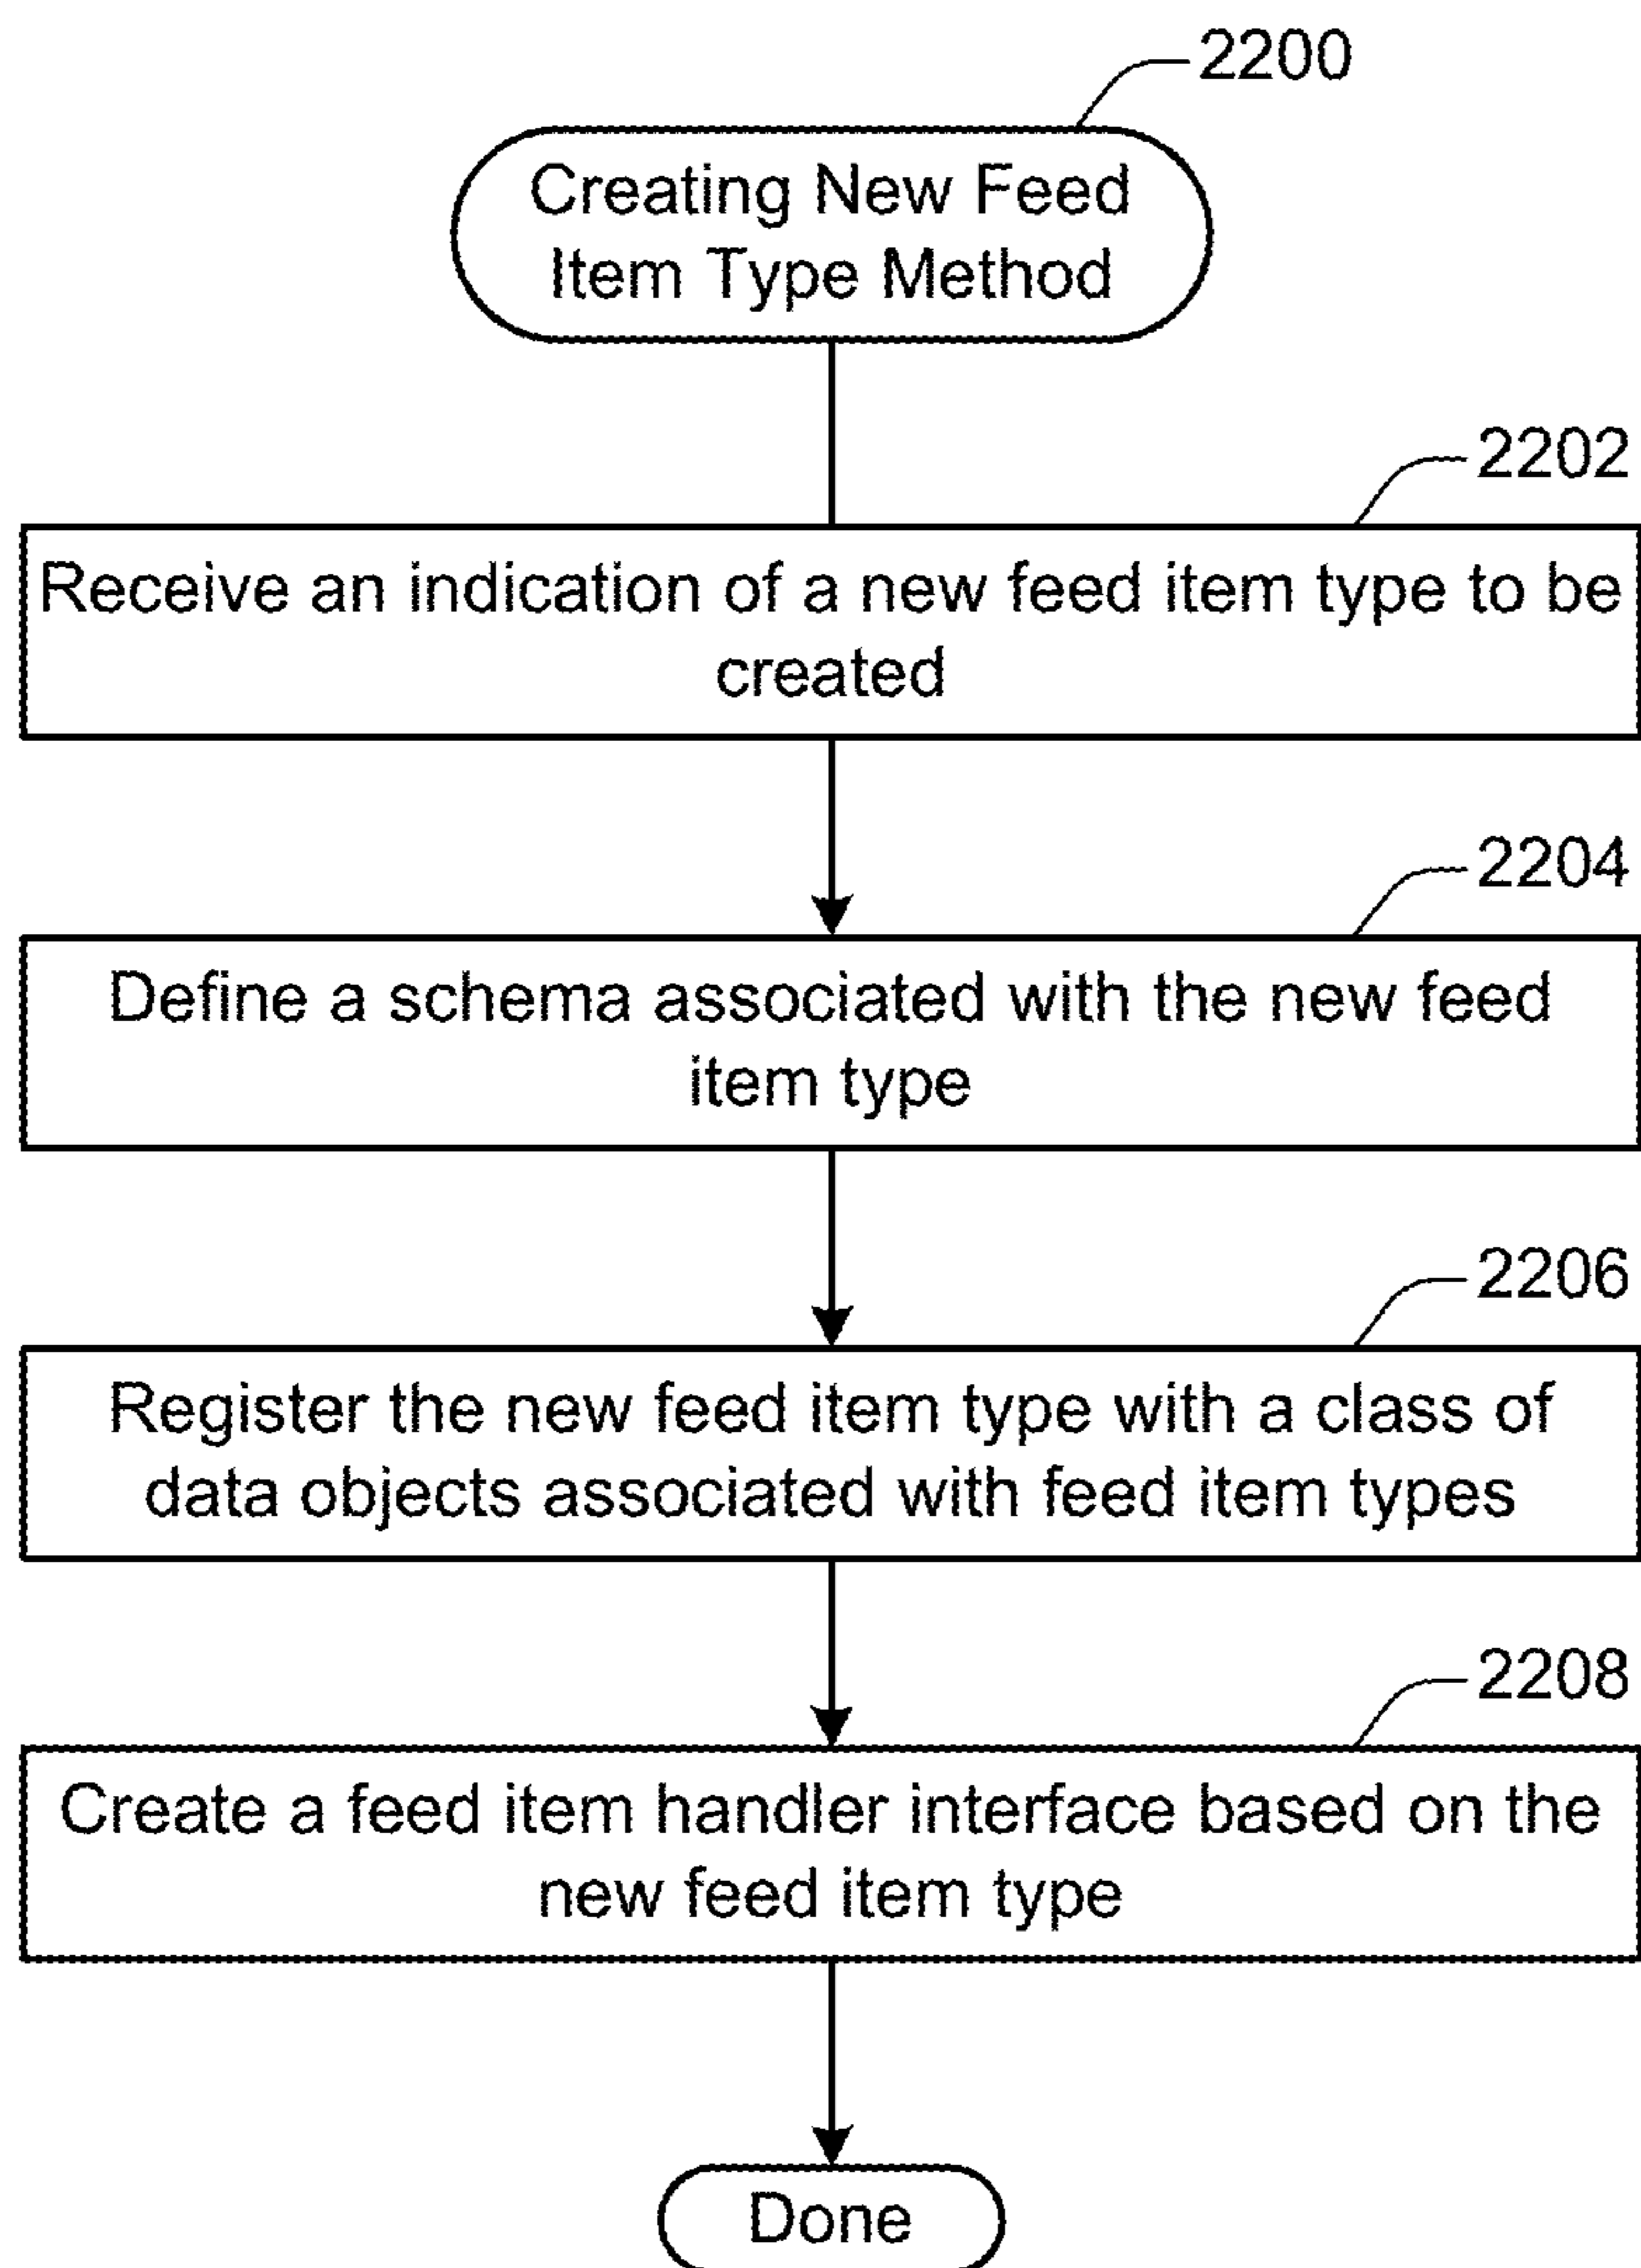 2200
Creating New Feed
Item Type Method
2202
Receive an indication of a new feed item type to be
created
2204
Define a schema associated with the new feed
item type
2206
Register the new feed item type with a class of
data objects associated with feed item types
2208
Create a feed item handler interface based on the
new feed item type
Done